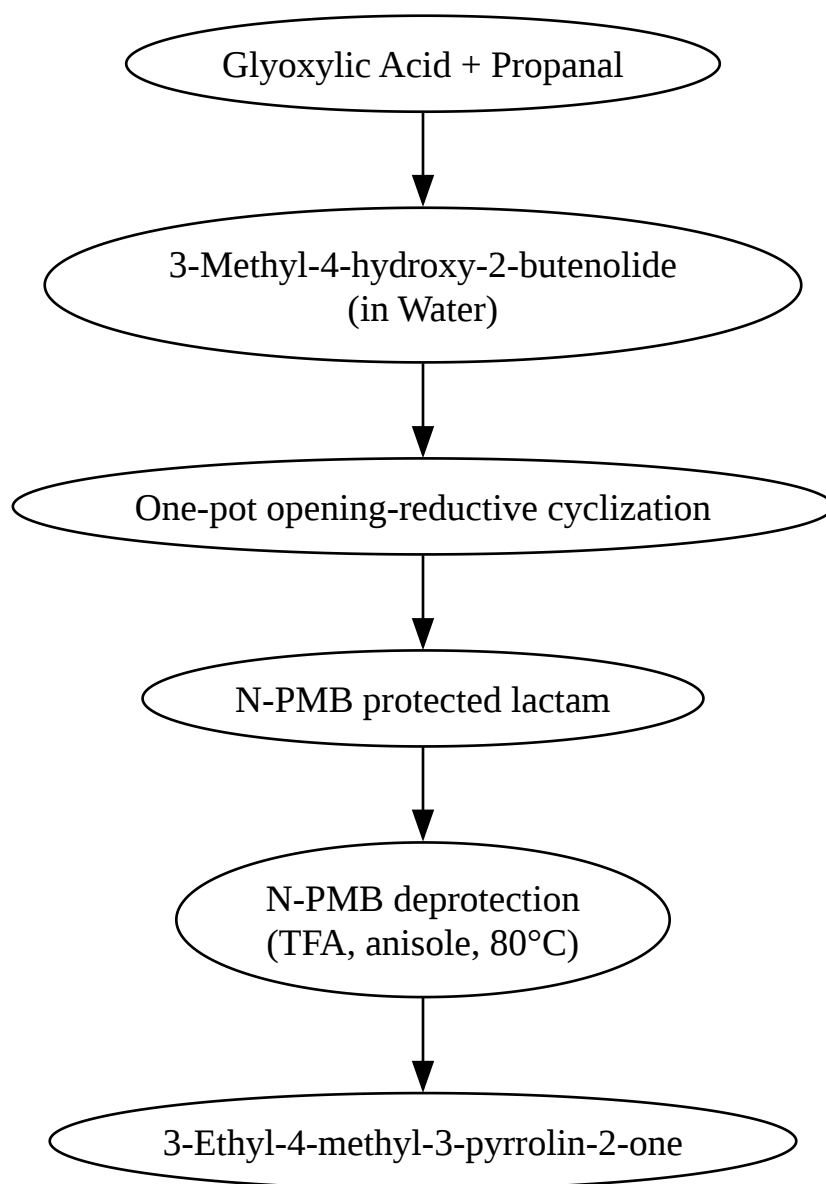 Glyoxylic Acid + Propanal
3-Methyl-4-hydroxy-2-butenolide
(in Water)
One-pot opening-reductive cyclization
N-PMB protected lactam
N-PMB deprotection
(TFA, anisole, 80°C)
3-Ethyl-4-methyl-3-pyrrolin-2-one